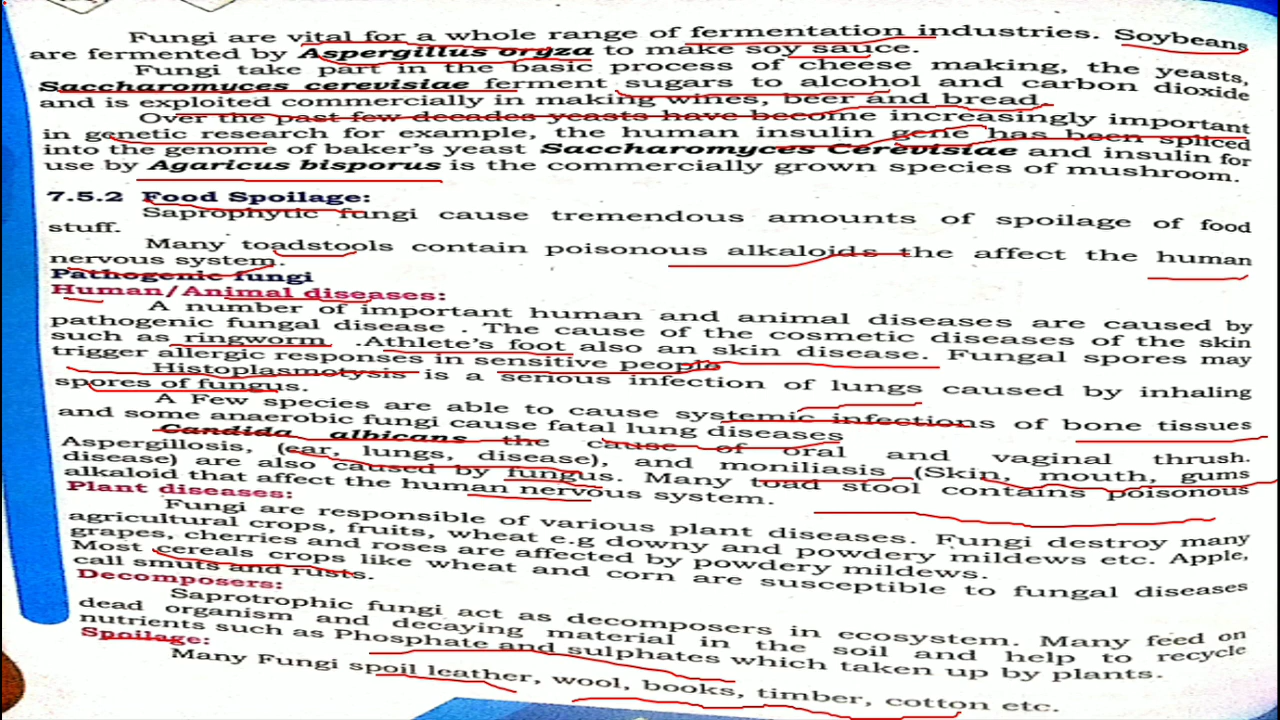 Fungi are vital for a whole range of fermentation industries. Soybeans
are fermented by Aspergillus oryza to make soy sauce.
Fungi take part in the basic process of cheese making, the yeasts,
Saccharomyces cerevisiae ferment sugars to alcohol and carbon dioxide
and is exploited commercially in making wines, beer and bread.
Over the past few decades yeasts have become increasingly important
in genetic research for example, the human insulin gene has been spliced
into the genome of baker's yeast Saccharomyces Cerevisiae and insulin for
use by Agaricus bisporus is the commercially grown species of mushroom.
7.5.2 Food Spoilage:
Saprophytic fungi cause tremendous amounts of spoilage of food
stuff.
Many toadstools contain poisonous alkaloids the affect the human
nervous system.
Pathogenic fungi
Human/Animal diseases:
A number of important human and animal diseases are caused by
pathogenic fungal disease . The cause of the cosmetic diseases of the skin
such as ringworm .Athlete's foot also an skin disease. Fungal spores may
trigger allergic responses in sensitive people
Histoplasmotysis is a serious infection of lungs caused by inhaling
spores of fungus.
A Few species are able to cause systemic infections of bone tissues
and some anaerobic fungi cause fatal lung diseases
Candida albicans the cause of oral and vaginal thrush.
Aspergillosis, (ear, lungs, disease), and moniliasis (Skin, mouth, gums
disease) are also caused by fungus. Many toad stool contains poisonous
alkaloid that affect the human nervous system.
Plant diseases:
Fungi are responsible of various plant diseases. Fungi destroy many
agricultural crops, fruits, wheat e.g downy and powdery mildews etc. Apple,
grapes, cherries and roses are affected by powdery mildews.
Most cereals crops like wheat and corn are susceptible to fungal diseases
call smuts and rusts.
Decomposers:
Saprotrophic fungi act as decomposers in ecosystem. Many feed on
dead organism and decaying material in the soil and help to recycle
nutrients such as Phosphate and sulphates which taken up by plants.
Spoilage:
Many Fungi spoil leather, wool, books, timber, cotton etc.